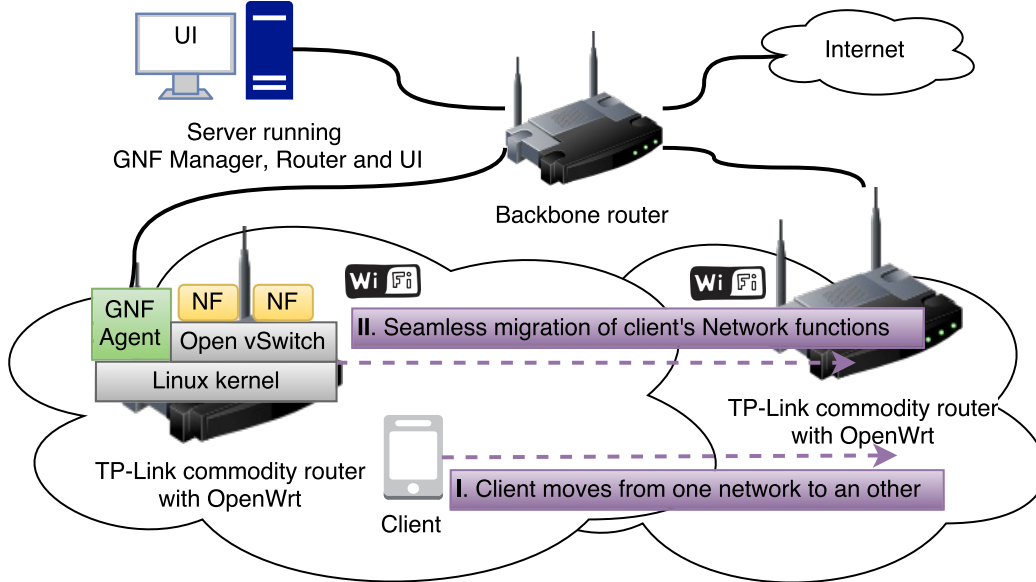 UI
Internet
Server running
GNF Manager, Router and UI
Backbone router
Wi Fi
Wi Fi
GNF
Agent
NF
NF
Open vSwitch
Linux kernel
II. Seamless migration of client's Network functions
TP-Link commodity router
with OpenWrt
TP-Link commodity router
with OpenWrt
I. Client moves from one network to an other
Client